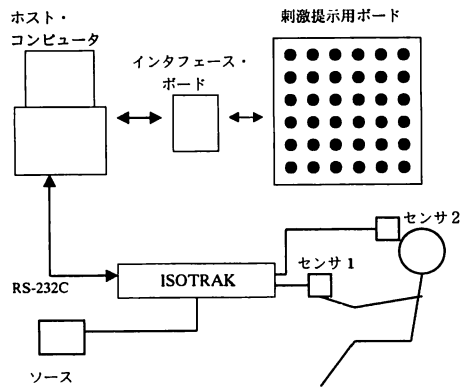 ホスト・
コンピュータ
インタフェース・
ボード
刺激提示用ボード
センサ2
センサ1
RS-232C
ISOTRAK
ソース